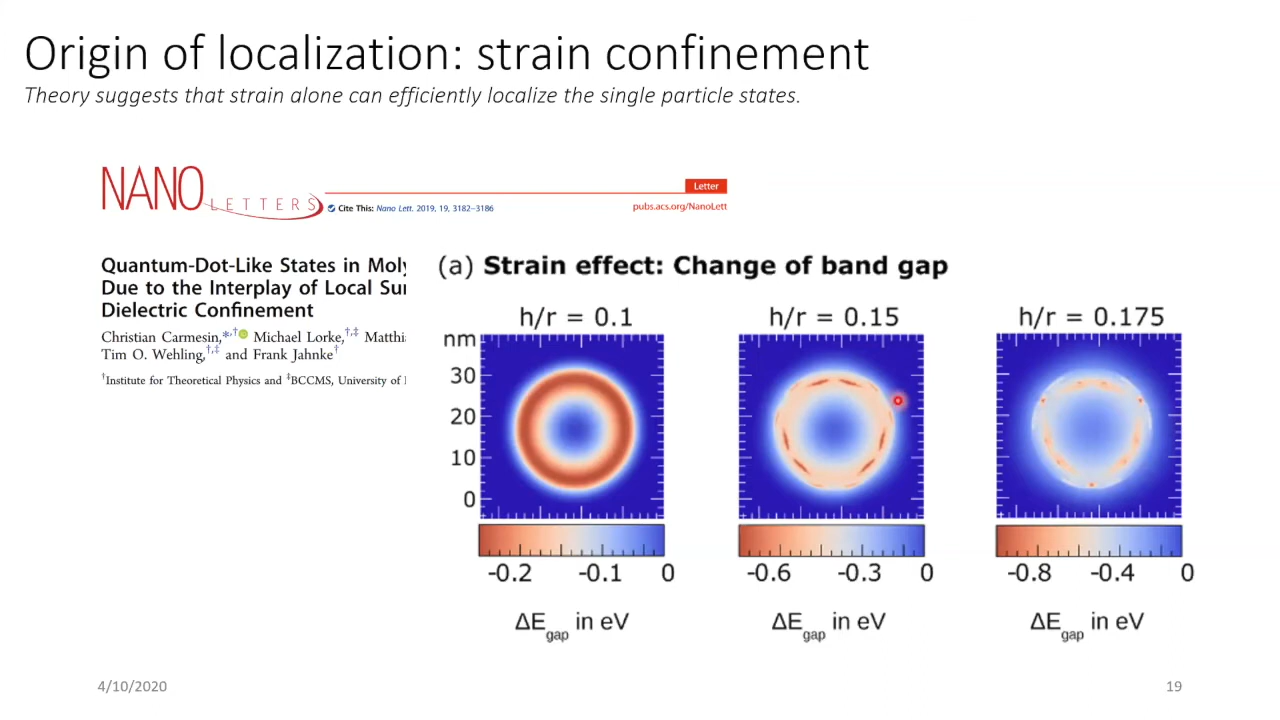 Origin of localization: strain confinement
Theory suggests that strain alone can efficiently localize the single particle states.
NANO LETTERS
Letter
Cite This: Nano Lett. 2019, 19, 3182−3186
pubs.acs.org/NanoLett
Quantum-Dot-Like States in Moly
Due to the Interplay of Local Sur
Dielectric Confinement
Christian Carmesin,*,† Michael Lorke,†,‡ Matthi
Tim O. Wehling,†,‡ and Frank Jahnke†
†Institute for Theoretical Physics and ‡BCCMS, University of
(a) Strain effect: Change of band gap
h/r = 0.1 h/r = 0.15 h/r = 0.175
nm
30
20
10
0
-0.2 -0.1 0 -0.6 -0.3 0 -0.8 -0.4 0
ΔEgap in eV ΔEgap in eV ΔEgap in eV
4/10/2020 19